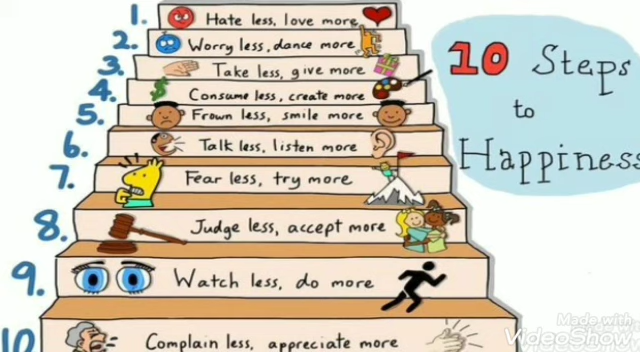 1. Hate less, love more
2. Worry less, dance more
3. Take less, give more
4. Consume less, create more
5. Frown less, smile more
6. Talk less, listen more
7. Fear less, try more
8. Judge less, accept more
9. Watch less, do more
10 Complain less, appreciate more
10 Steps
to
Happiness
Made with
VideoShow